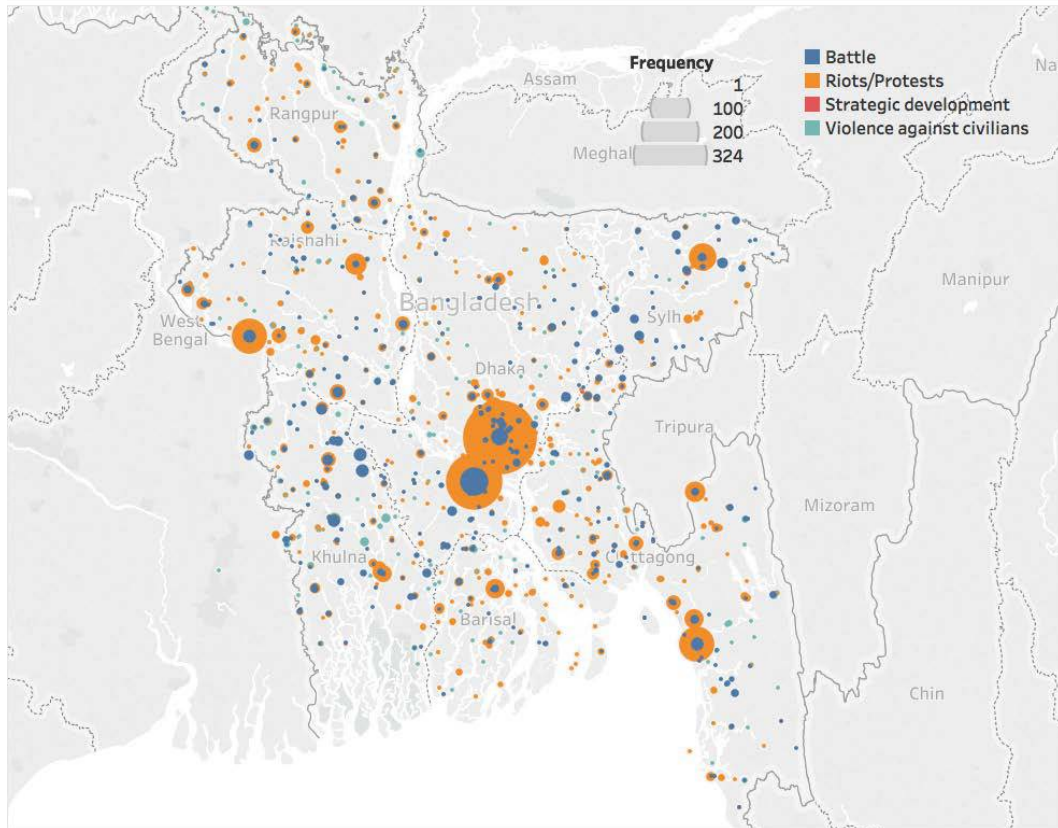 Frequency
1
100
200
324
Battle
Riots/Protests
Strategic development
Violence against civilians
Assam
Na
Rangpur
Meghal
Rajshahi
Manipur
Bangladesh
West
Bengal
Sylh
Dhaka
Tripura
Mizoram
Khulna
Chittagong
Barisal
Chin